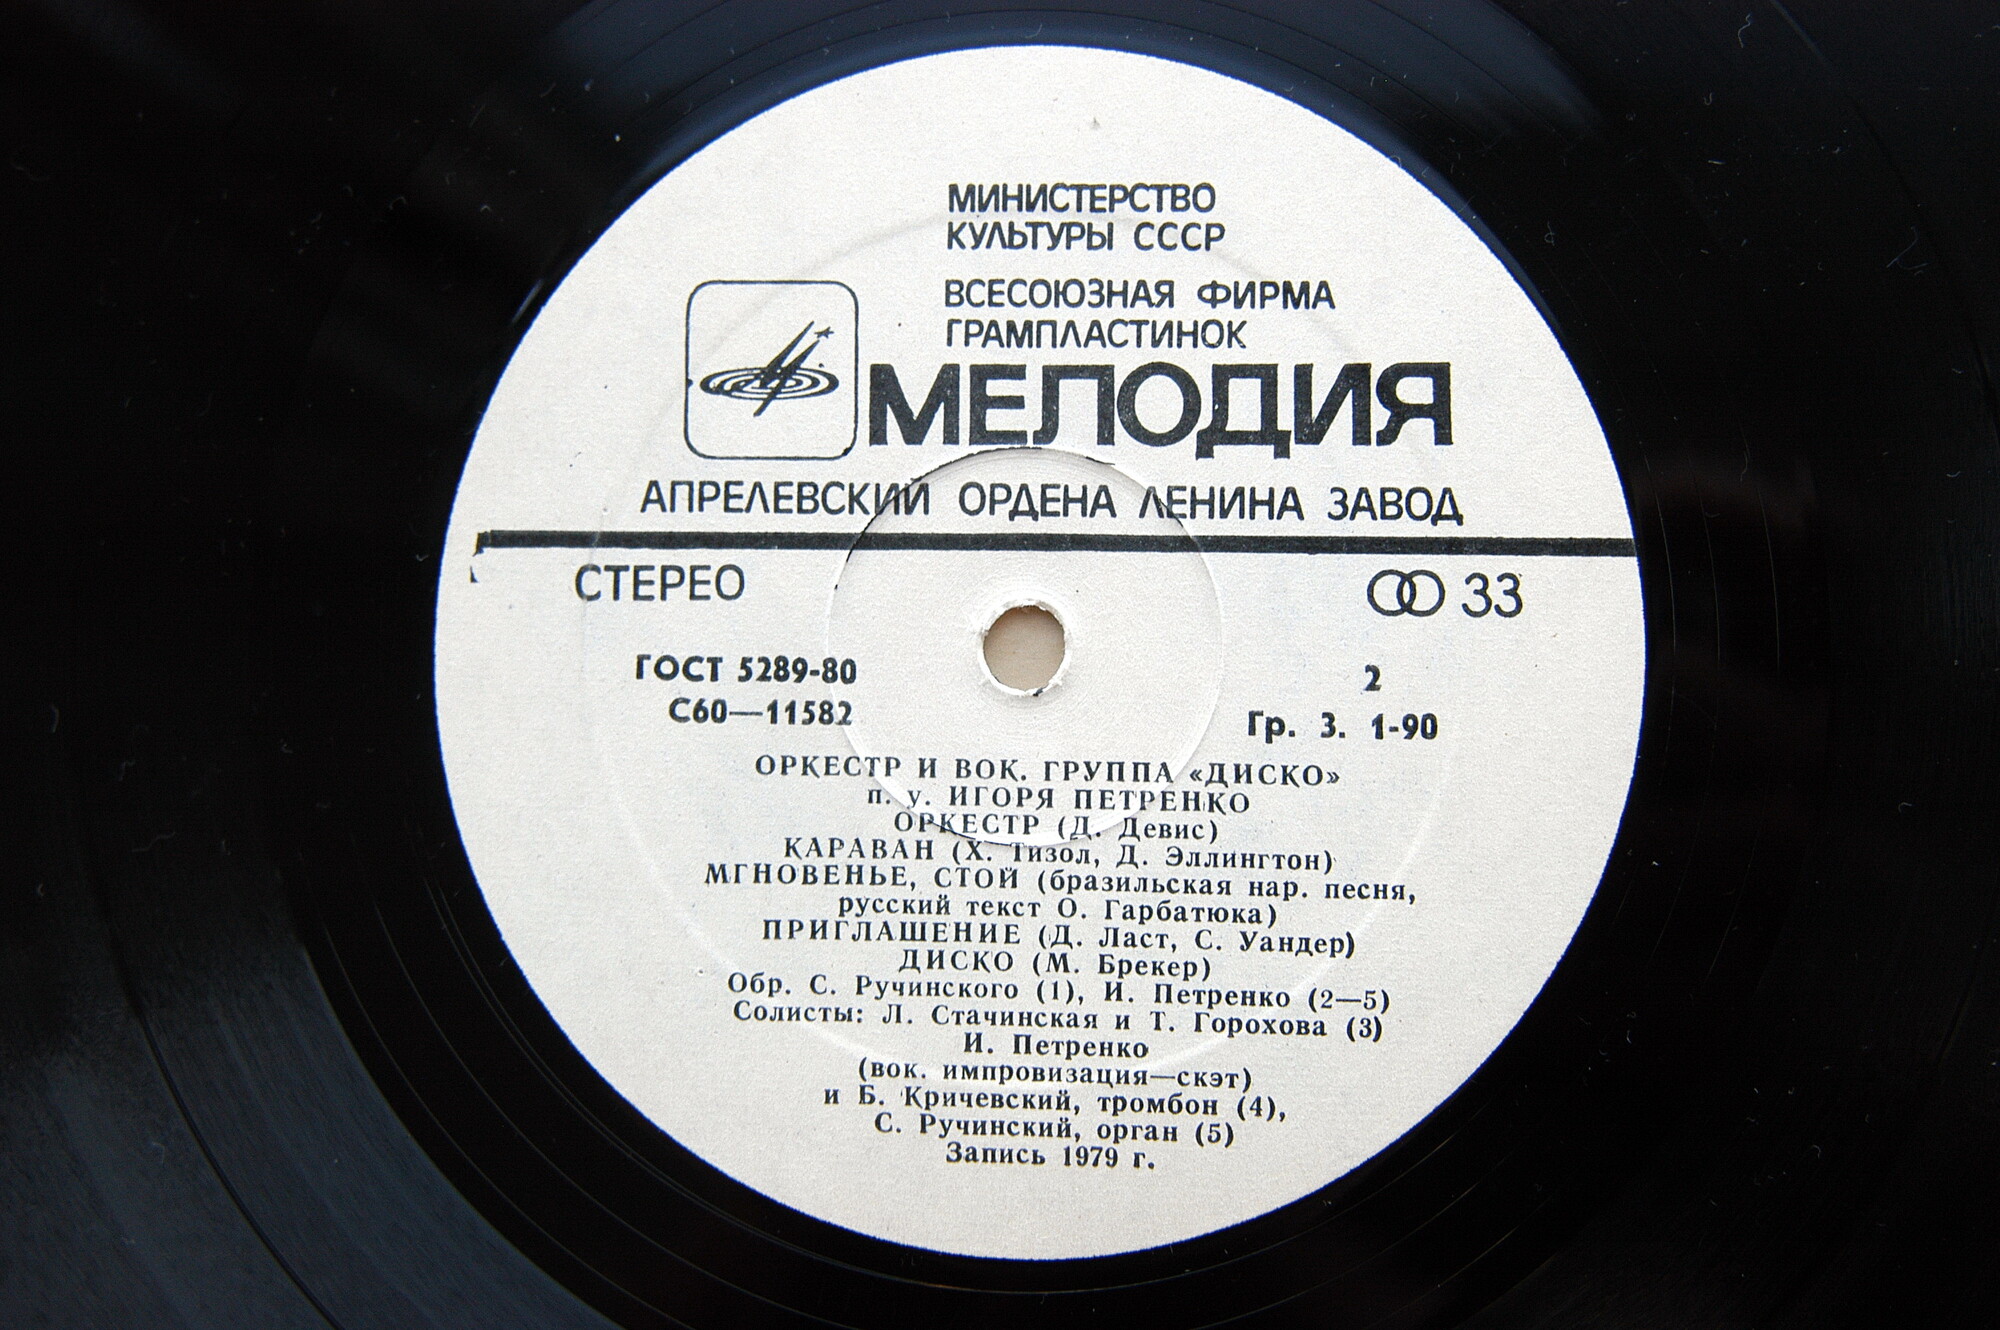 МИНИСТЕРСТВО
КУЛЬТУРЫ СССР
ВСЕСОЮЗНАЯ ФИРМА
ГРАМПЛАСТИНОК
МЕЛОДИЯ
АПРЕЛЕВСКИЙ ОРДЕНА ЛЕНИНА ЗАВОД
СТЕРЕО
33
ГОСТ 5289-80
2
С60—11582
Гр. 3. 1-90
ОРКЕСТР И ВОК. ГРУППА «ДИСКО»
п. у. ИГОРЯ ПЕТРЕНКО
ОРКЕСТР (Д. Девис)
КАРАВАН (Х. Тизол, Д. Эллингтон)
МГНОВЕНЬЕ, СТОЙ (бразильская нар. песня,
русский текст О. Гарбатюка)
ПРИГЛАШЕНИЕ (Д. Ласт, С. Уандер)
ДИСКО (М. Брекер)
Обр. С. Ручинского (1), И. Петренко (2—5)
Солисты: Л. Стачинская и Т. Горохова (3)
И. Петренко
(вок. импровизация—скэт)
и Б. Кричевский, тромбон (4),
С. Ручинский, орган (5)
Запись 1979 г.